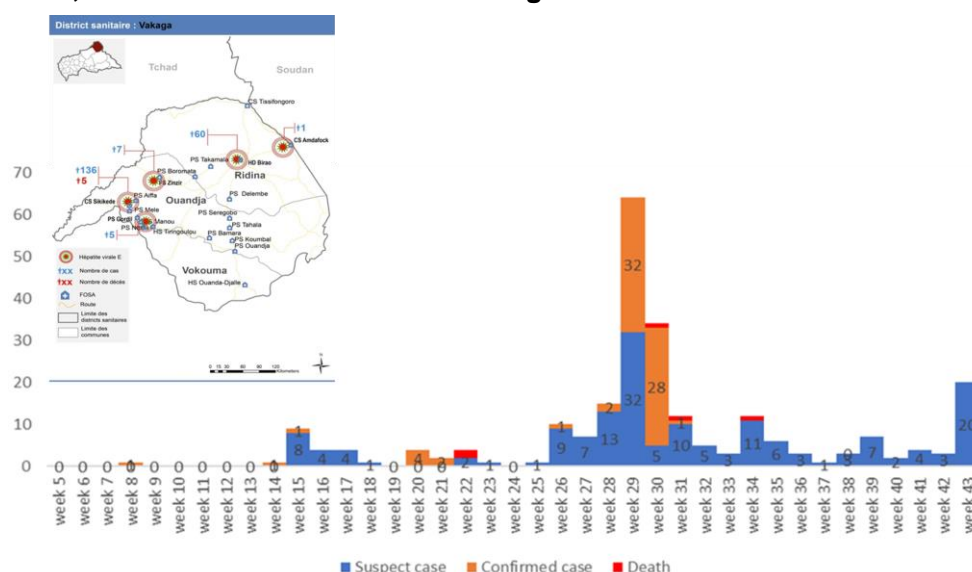 District sanitaire : Vakaga
Tchad
Soudan
CS Tissifongoro
†1
CS Amdafock
†60
HD Birao
†7
PS Takamala
Ridina
PS Boromata
PS Zinzir
†136
†5
PS Delembe
CS Sikikede
PS Aifa
Ouandja
PS Mele
PS Seregobo
PS Gordil
Manou
PS Tahala
PS
HS Tiringoulou
PS Bamara
PS Koumbal
†5
PS Ouandja
Vokouma
HS Ouanda-Djalle
Hépatite virale E
†xx Nombre de cas
†xx Nombre de décès
FOSA
Route
Limite des
districts sanitaires
Limite des
communes
Kilometers
70
60
50
40
30
20
10
0
0 0 0 1 0 0 0 0 0 1 1 8 4 4 1 0 4 2 1 0 1 1 9 7 2 13 32 32 28 5 1 10 5 3 11 6 3 1 0 3 7 2 4 3 20
week 5
week 6
week 7
week 8
week 9
week 10
week 11
week 12
week 13
week 14
week 15
week 16
week 17
week 18
week 19
week 20
week 21
week 22
week 23
week 24
week 25
week 26
week 27
week 28
week 29
week 30
week 31
week 32
week 33
week 34
week 35
week 36
week 37
week 38
week 39
week 40
week 41
week 42
week 43
Suspect case Confirmed case Death